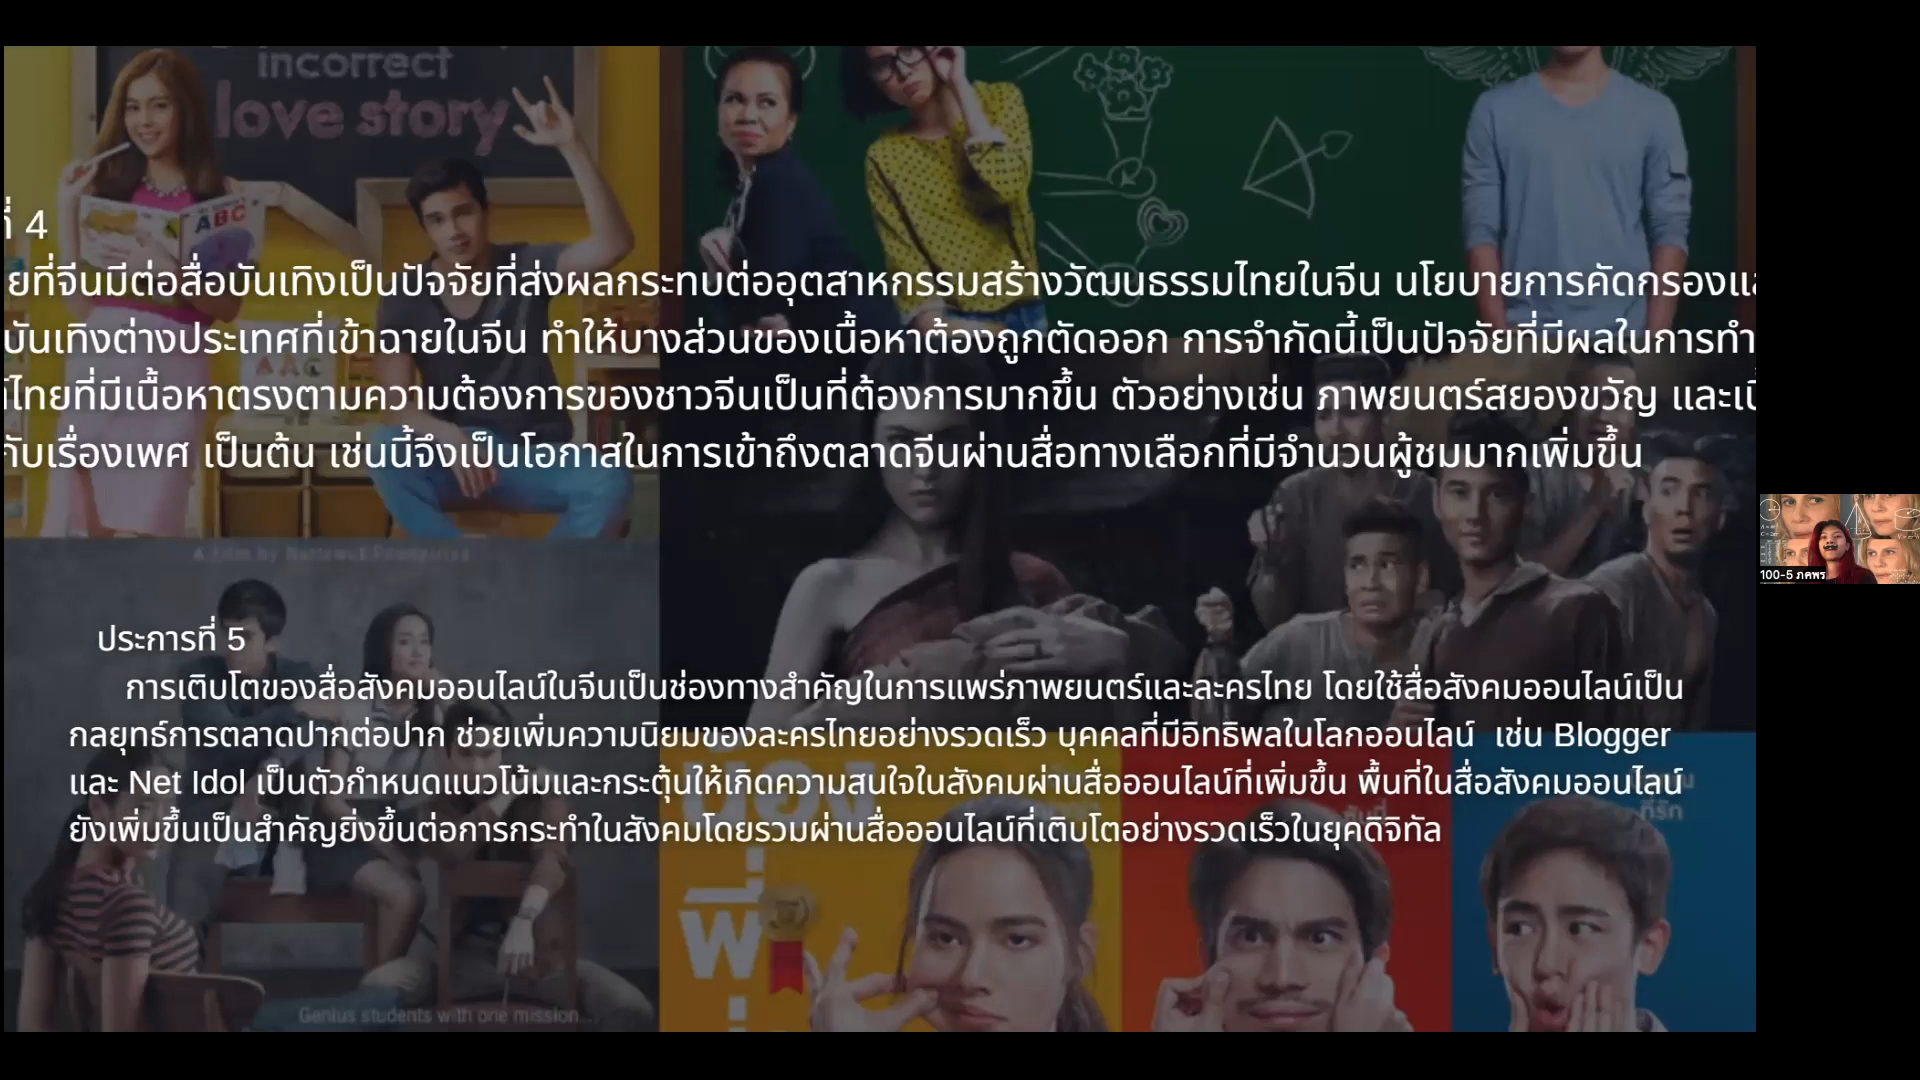 incorrect
love story
ABC
ที่ 4
ยที่จีนมีต่อสื่อบันเทิงเป็นปัจจัยที่ส่งผลกระทบต่ออุตสาหกรรมสร้างวัฒนธรรมไทยในจีน นโยบายการคัดกรองและ
บันเทิงต่างประเทศที่เข้าฉายในจีน ทำให้บางส่วนของเนื้อหาต้องถูกตัดออก การจำกัดนี้เป็นปัจจัยที่มีผลในการทำ
ไทยที่มีเนื้อหาตรงตามความต้องการของชาวจีนเป็นที่ต้องการมากขึ้น ตัวอย่างเช่น ภาพยนตร์สยองขวัญ และ
กับเรื่องเพศ เป็นต้น เช่นนี้จึงเป็นโอกาสในการเข้าถึงตลาดจีนผ่านสื่อทางเลือกที่มีจำนวนผู้ชมมากเพิ่มขึ้น
A Film by Nattawut Poonpiriya
ประการที่ 5
การเติบโตของสื่อสังคมออนไลน์ในจีนเป็นช่องทางสำคัญในการแพร่ภาพยนตร์และละครไทย โดยใช้สื่อสังคมออนไลน์เป็น
กลยุทธ์การตลาดปากต่อปาก ช่วยเพิ่มความนิยมของละครไทยอย่างรวดเร็ว บุคคลที่มีอิทธิพลในโลกออนไลน์ เช่น Blogger
และ Net Idol เป็นตัวกำหนดแนวโน้มและกระตุ้นให้เกิดความสนใจในสังคมผ่านสื่อออนไลน์ที่เพิ่มขึ้น พื้นที่ในสื่อสังคมออนไลน์
ยังเพิ่มขึ้นเป็นสำคัญยิ่งขึ้นต่อการกระทำในสังคมโดยรวมผ่านสื่อออนไลน์ที่เติบโตอย่างรวดเร็วในยุคดิจิทัล
น้อง
พี่
ที่รัก
Genius students with one mission...
100-5 ภคพร